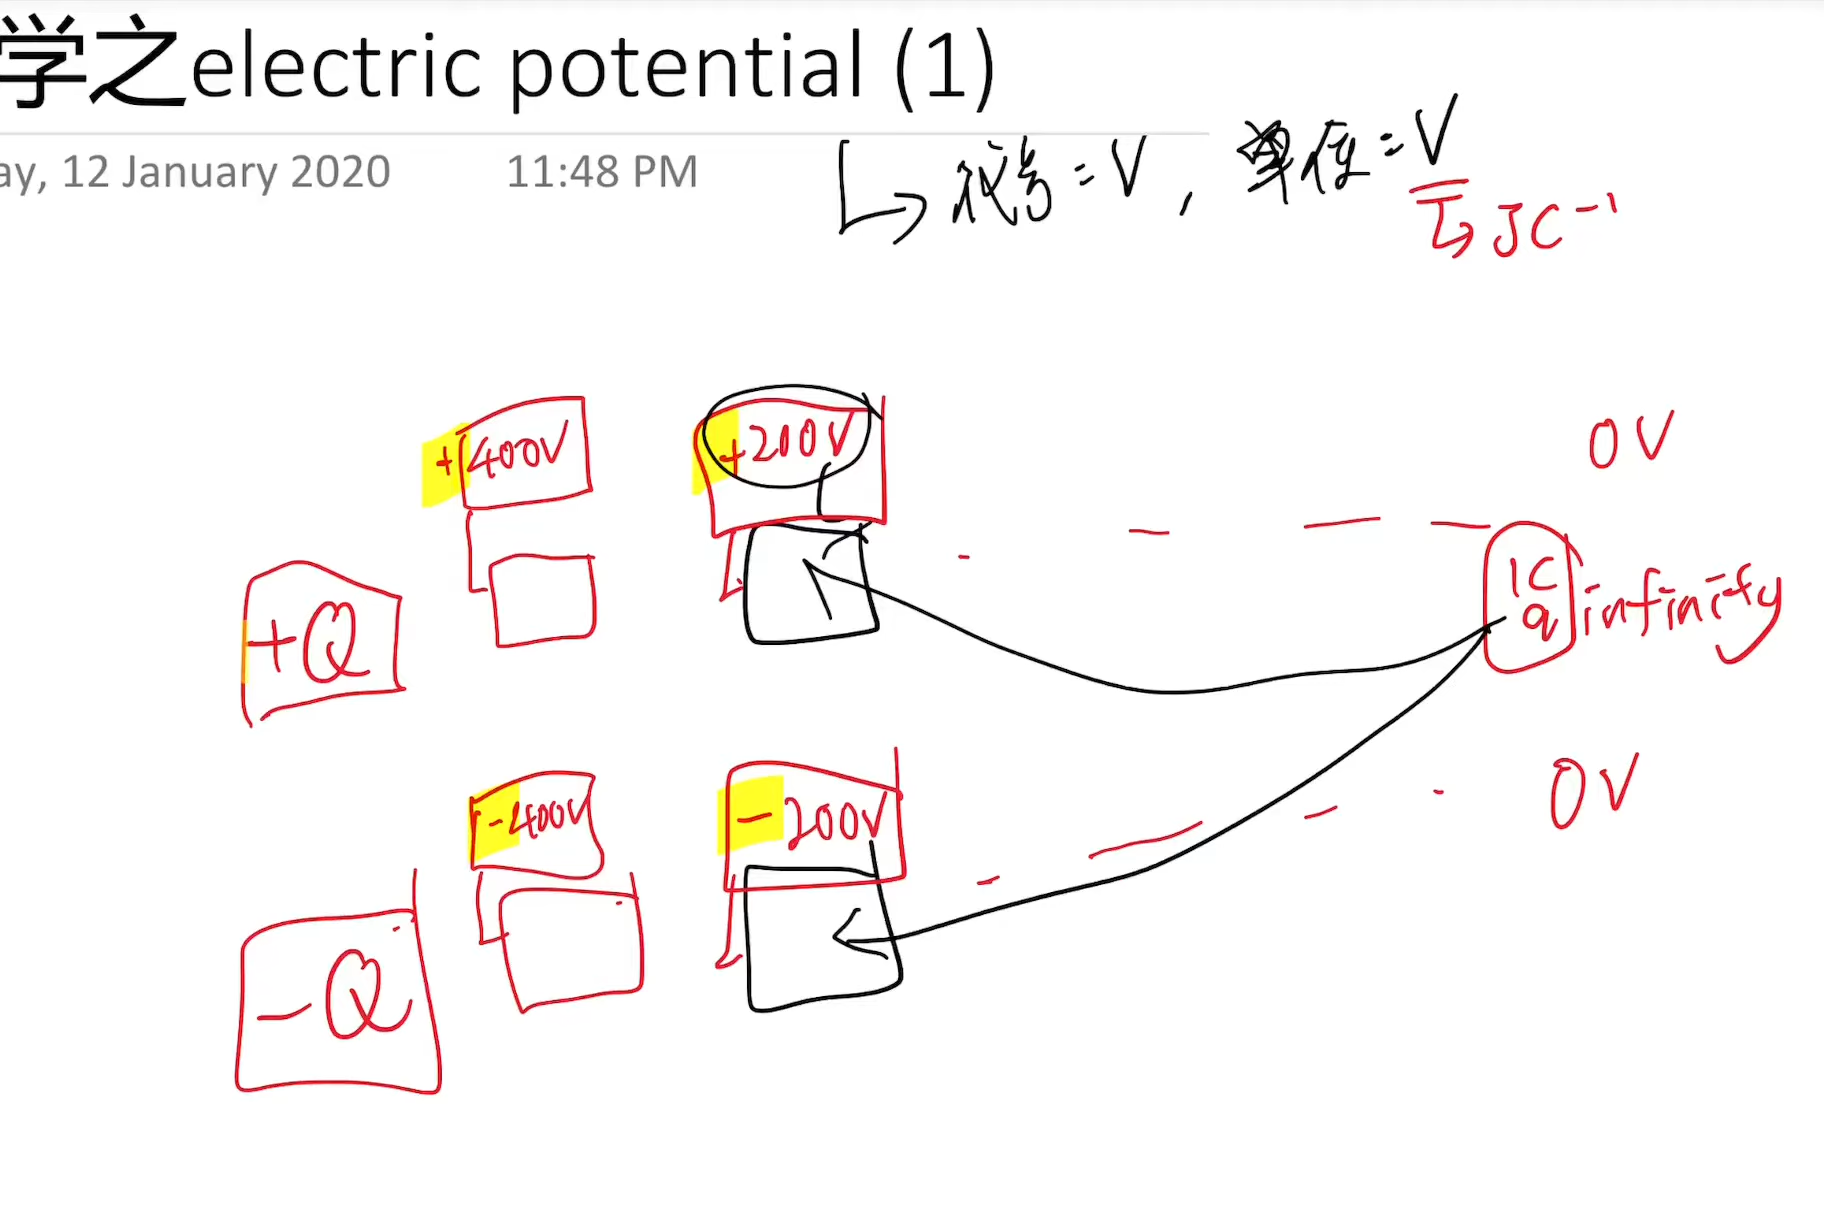 学之electric potential (1)
ay, 12 January 2020 11:48 PM
代号=V, 单位=V
JC⁻¹
+400V
+200V
0V
1C
q
infinity
+Q
-400V
-200V
0V
-Q